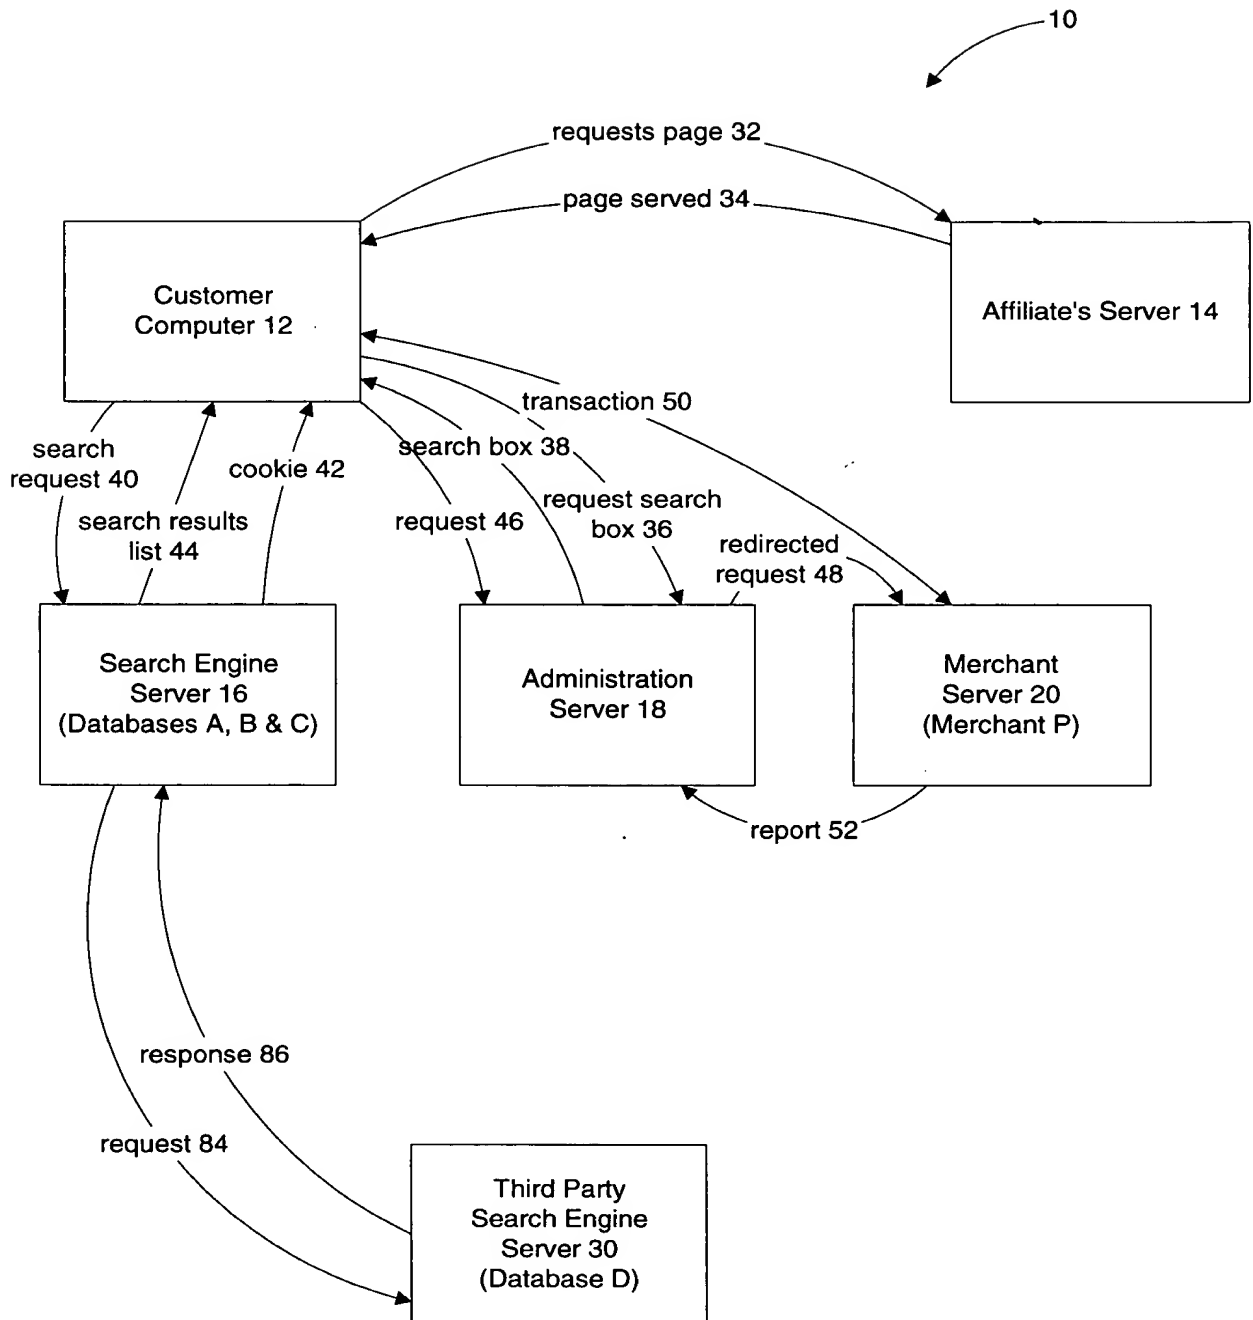 10
requests page 32
page served 34
Customer
Computer 12
Affiliate's Server 14
transaction 50
search
request 40
cookie 42
search box 38
search results
list 44
request 46
request search
box 36
redirected
request 48
Search Engine
Server 16
(Databases A, B & C)
Administration
Server 18
Merchant
Server 20
(Merchant P)
report 52
response 86
request 84
Third Party
Search Engine
Server 30
(Database D)